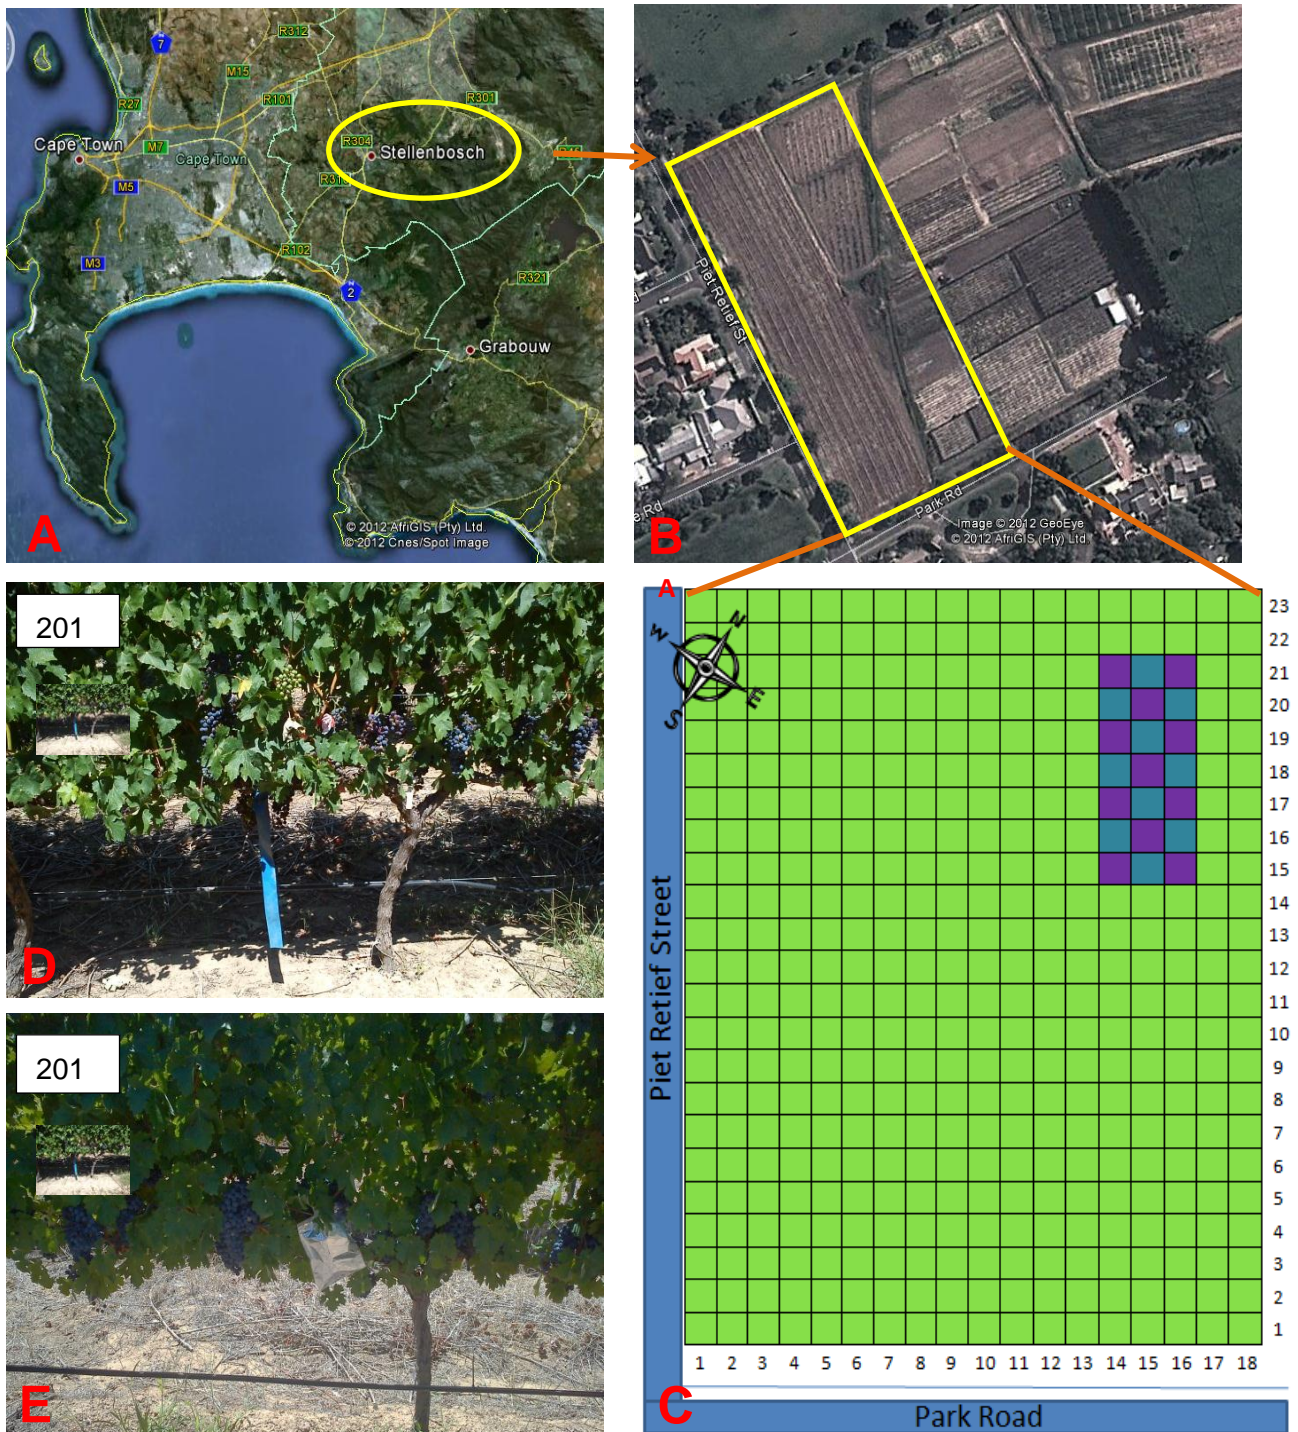 7
R312
M15
R27
R101
R301
Cape Town
M7
Cape Town
R304
Stellenbosch
M5
R310
R102
M3
2
R321
Grabouw
© 2012 AfriGIS (Pty) Ltd.
© 2012 Cnes/Spot Image
A
Piet Retief St
e Rd
Park Rd
Image © 2012 GeoEye
© 2012 AfriGIS (Pty) Ltd.
B
201
D
201
E
A
N
W
E
S
Piet Retief Street
23
22
21
20
19
18
17
16
15
14
13
12
11
10
9
8
7
6
5
4
3
2
1
1 2 3 4 5 6 7 8 9 10 11 12 13 14 15 16 17 18
C
Park Road